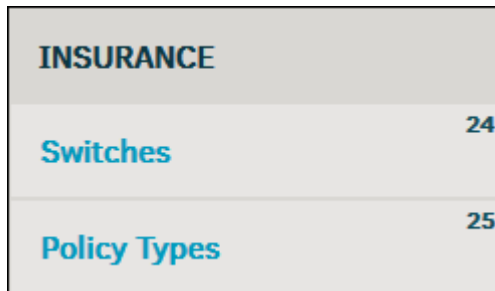 INSURANCE
24
Switches
25
Policy Types